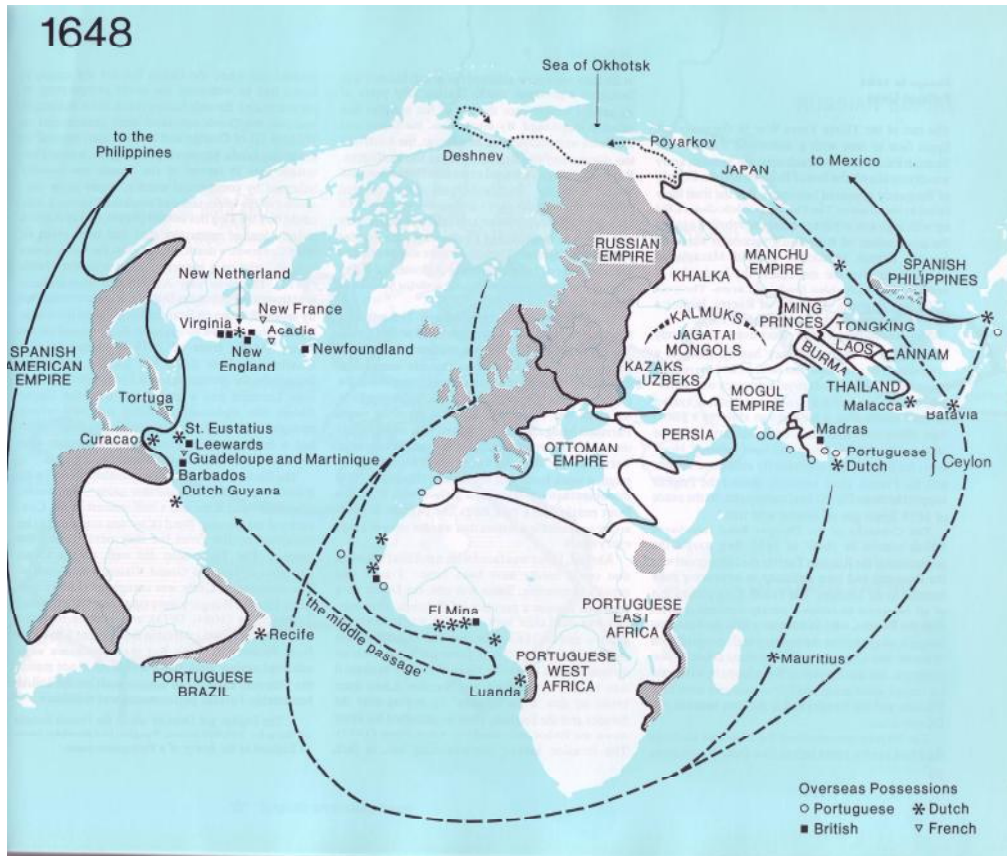 1648
Sea of Okhotsk
to the
Philippines
Deshnev
Poyarkov
JAPAN
to Mexico
RUSSIAN
EMPIRE
KHALKA
MANCHU
EMPIRE
SPANISH
PHILIPPINES
New Netherland
New France
Virginia
Acadia
New
England
Newfoundland
KALMUKS
JAGATAI
MONGOLS
MING
PRINCES
TONGKING
LAOS
ANNAM
BURMA
SPANISH
AMERICAN
EMPIRE
KAZAKS
UZBEKS
THAILAND
Tortuga
MOGUL
EMPIRE
Malacca
Batavia
Curacao
St. Eustatius
Leewards
Guadeloupe and Martinique
Barbados
Dutch Guyana
OTTOMAN
EMPIRE
PERSIA
Madras
Portuguese
Dutch
Ceylon
'the middle passage'
El Mina
PORTUGUESE
EAST
AFRICA
Recife
PORTUGUESE
BRAZIL
Luanda
PORTUGUESE
WEST
AFRICA
Mauritius
Overseas Possessions
Portuguese
Dutch
British
French